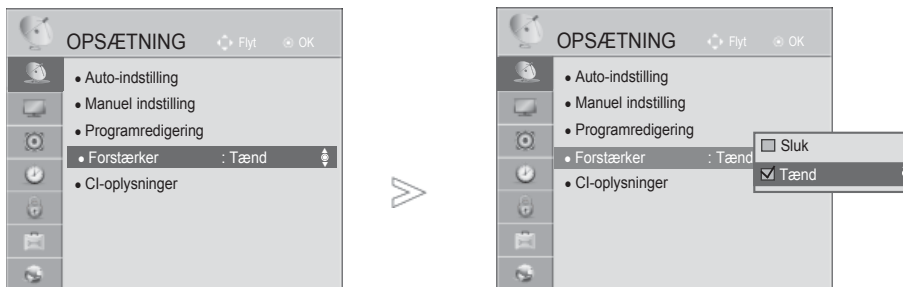 OPSÆTNING Flyt OK
• Auto-indstilling
• Manuel indstilling
• Programredigering
• Forstærker : Tænd
• CI-oplysninger
OPSÆTNING Flyt OK
• Auto-indstilling
• Manuel indstilling
• Programredigering
• Forstærker : Tænd
• CI-oplysninger
Sluk
Tænd